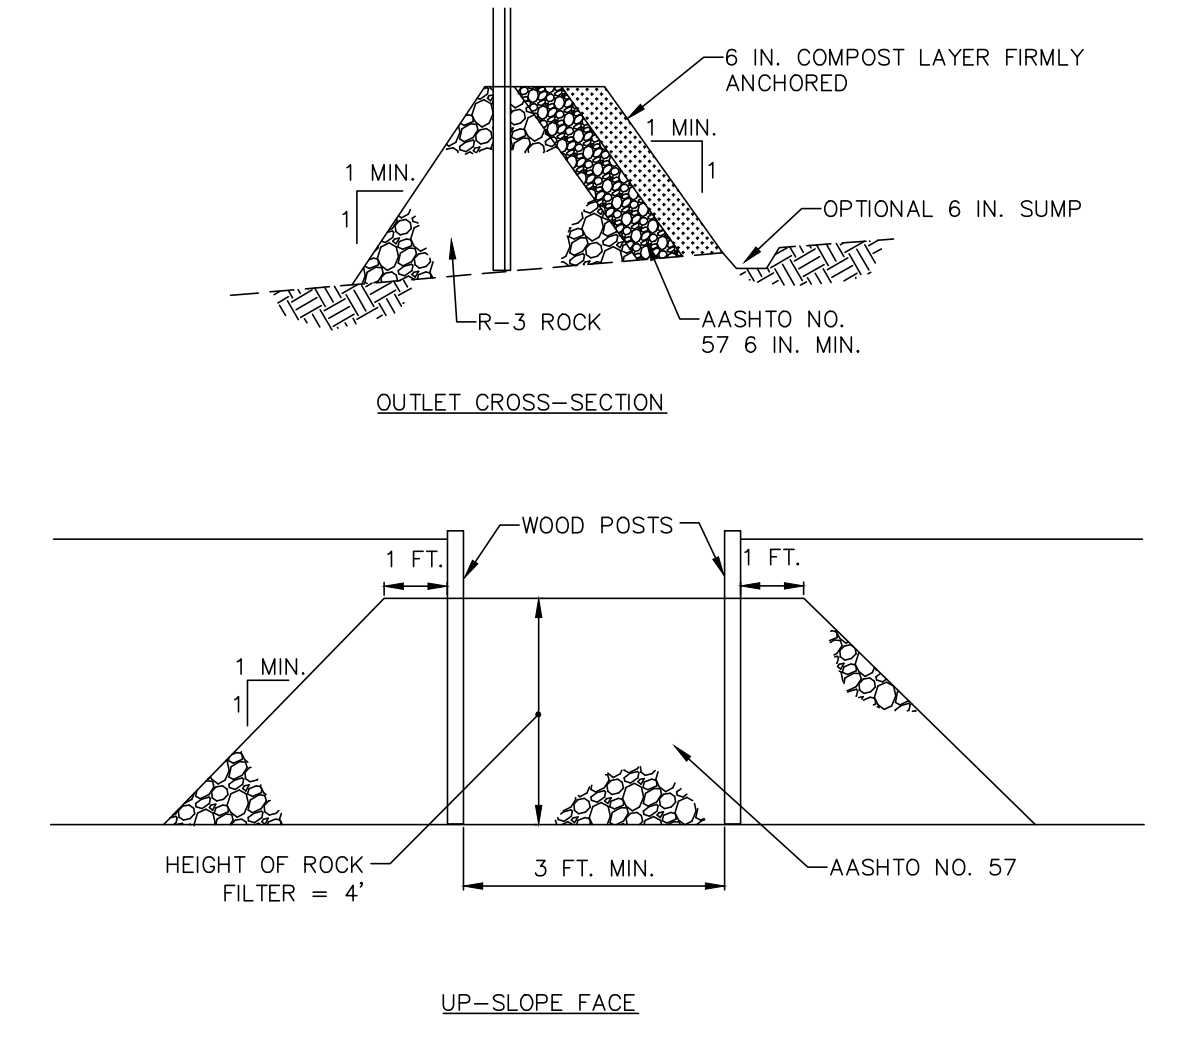 6 IN. COMPOST LAYER FIRMLY
ANCHORED
1 MIN.
1
1 MIN.
1
OPTIONAL 6 IN. SUMP
R-3 ROCK
AASHTO NO.
57 6 IN. MIN.
OUTLET CROSS-SECTION
WOOD POSTS
1 FT.
1 FT.
1 MIN.
1
HEIGHT OF ROCK
FILTER = 4'
3 FT. MIN.
AASHTO NO. 57
UP-SLOPE FACE